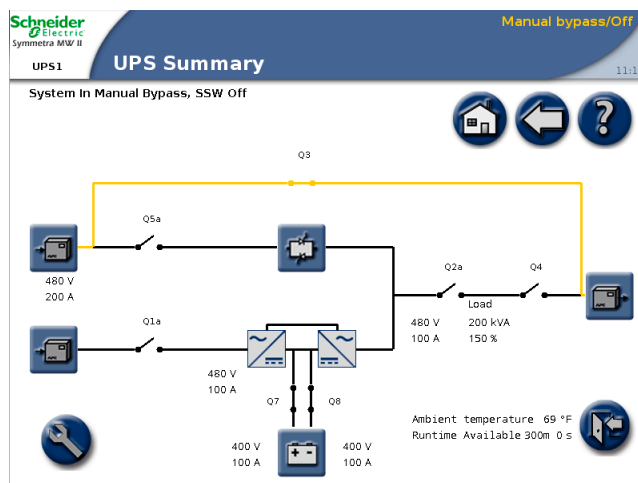 Schneider
Electric
Symmetra MW II
Manual bypass/Off
UPS1
UPS Summary
System In Manual Bypass, SSW Off
Q3
Q5a
480 V
200 A
Q2a
Q4
Load
480 V
200 kVA
100 A
150 %
Q1a
480 V
100 A
Q7
Q8
400 V
100 A
400 V
100 A
Ambient temperature 69 °F
Runtime Available 300m 0 s